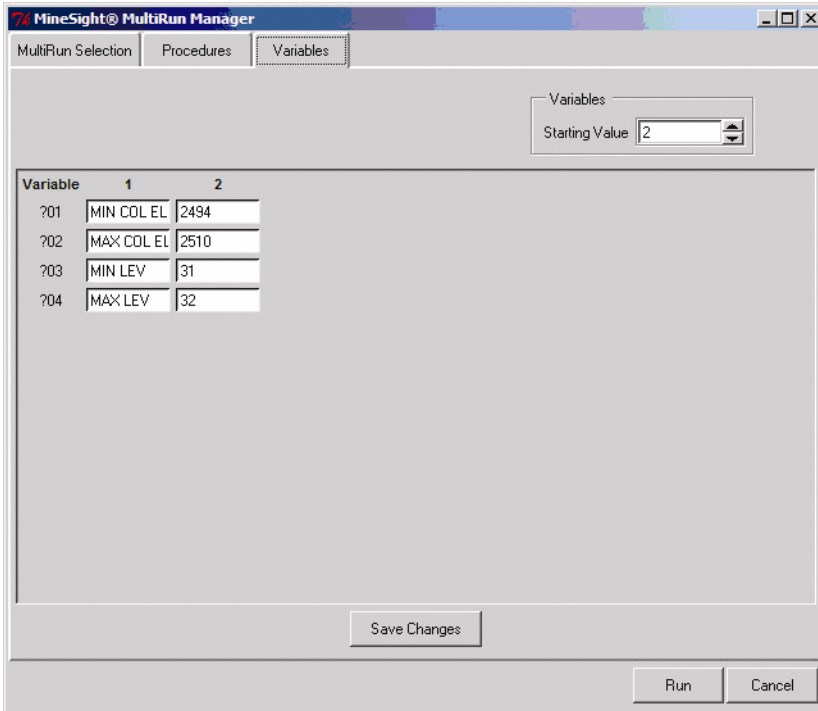 MineSight® MultiRun Manager
MultiRun Selection Procedures Variables
Variables
Starting Value 2
Variable 1 2
?01 MIN COL EL 2494
?02 MAX COL EL 2510
?03 MIN LEV 31
?04 MAX LEV 32
Save Changes
Run Cancel